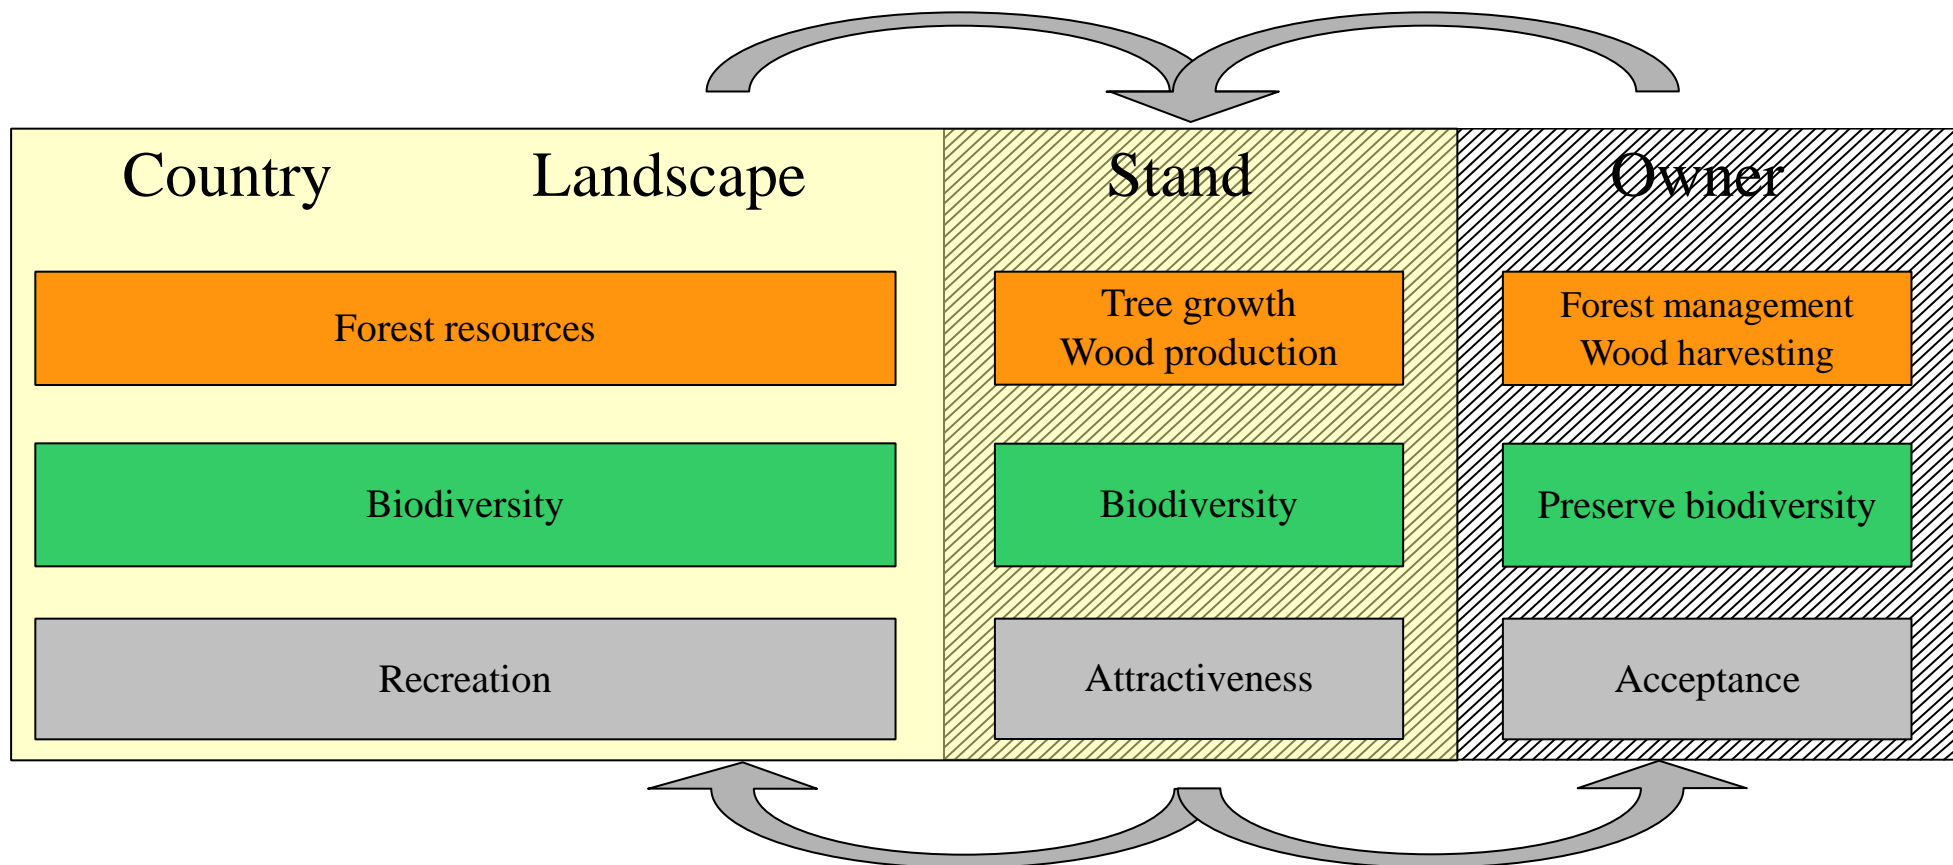 Country Landscape Stand Owner
Forest resources
Tree growth
Wood production
Forest management
Wood harvesting
Biodiversity
Biodiversity
Preserve biodiversity
Recreation
Attractiveness
Acceptance